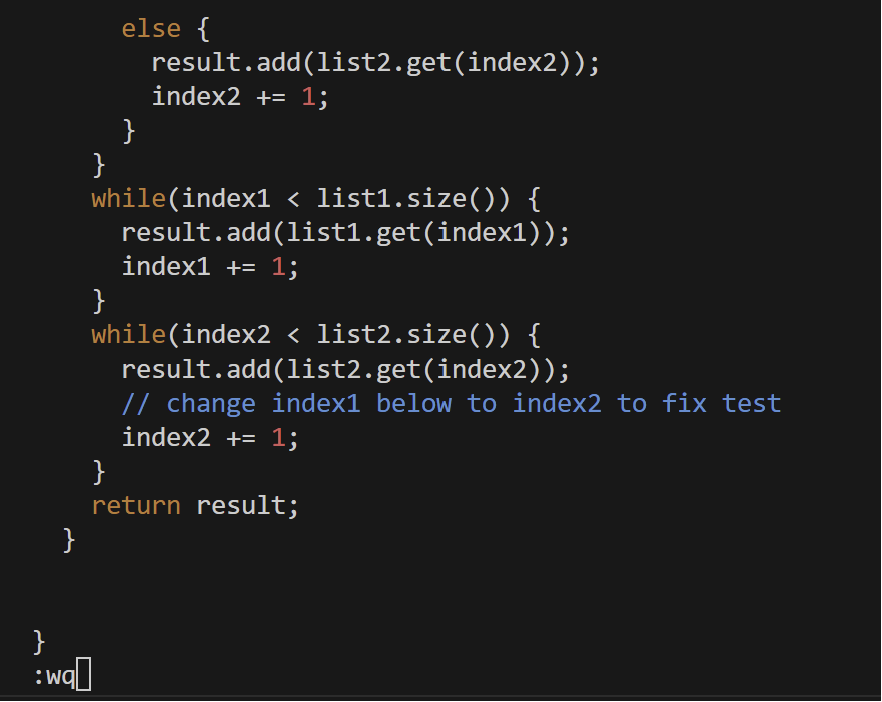 else {
result.add(list2.get(index2));
index2 += 1;
}
}
while(index1 < list1.size()) {
result.add(list1.get(index1));
index1 += 1;
}
while(index2 < list2.size()) {
result.add(list2.get(index2));
// change index1 below to index2 to fix test
index2 += 1;
}
return result;
}
}
:wq